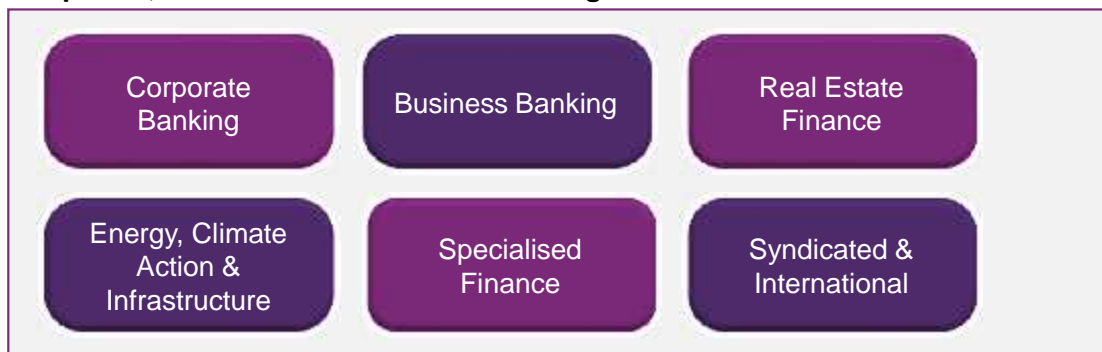 Corporate
Banking
Business Banking
Real Estate
Finance
Energy, Climate
Action &
Infrastructure
Specialised
Finance
Syndicated &
International